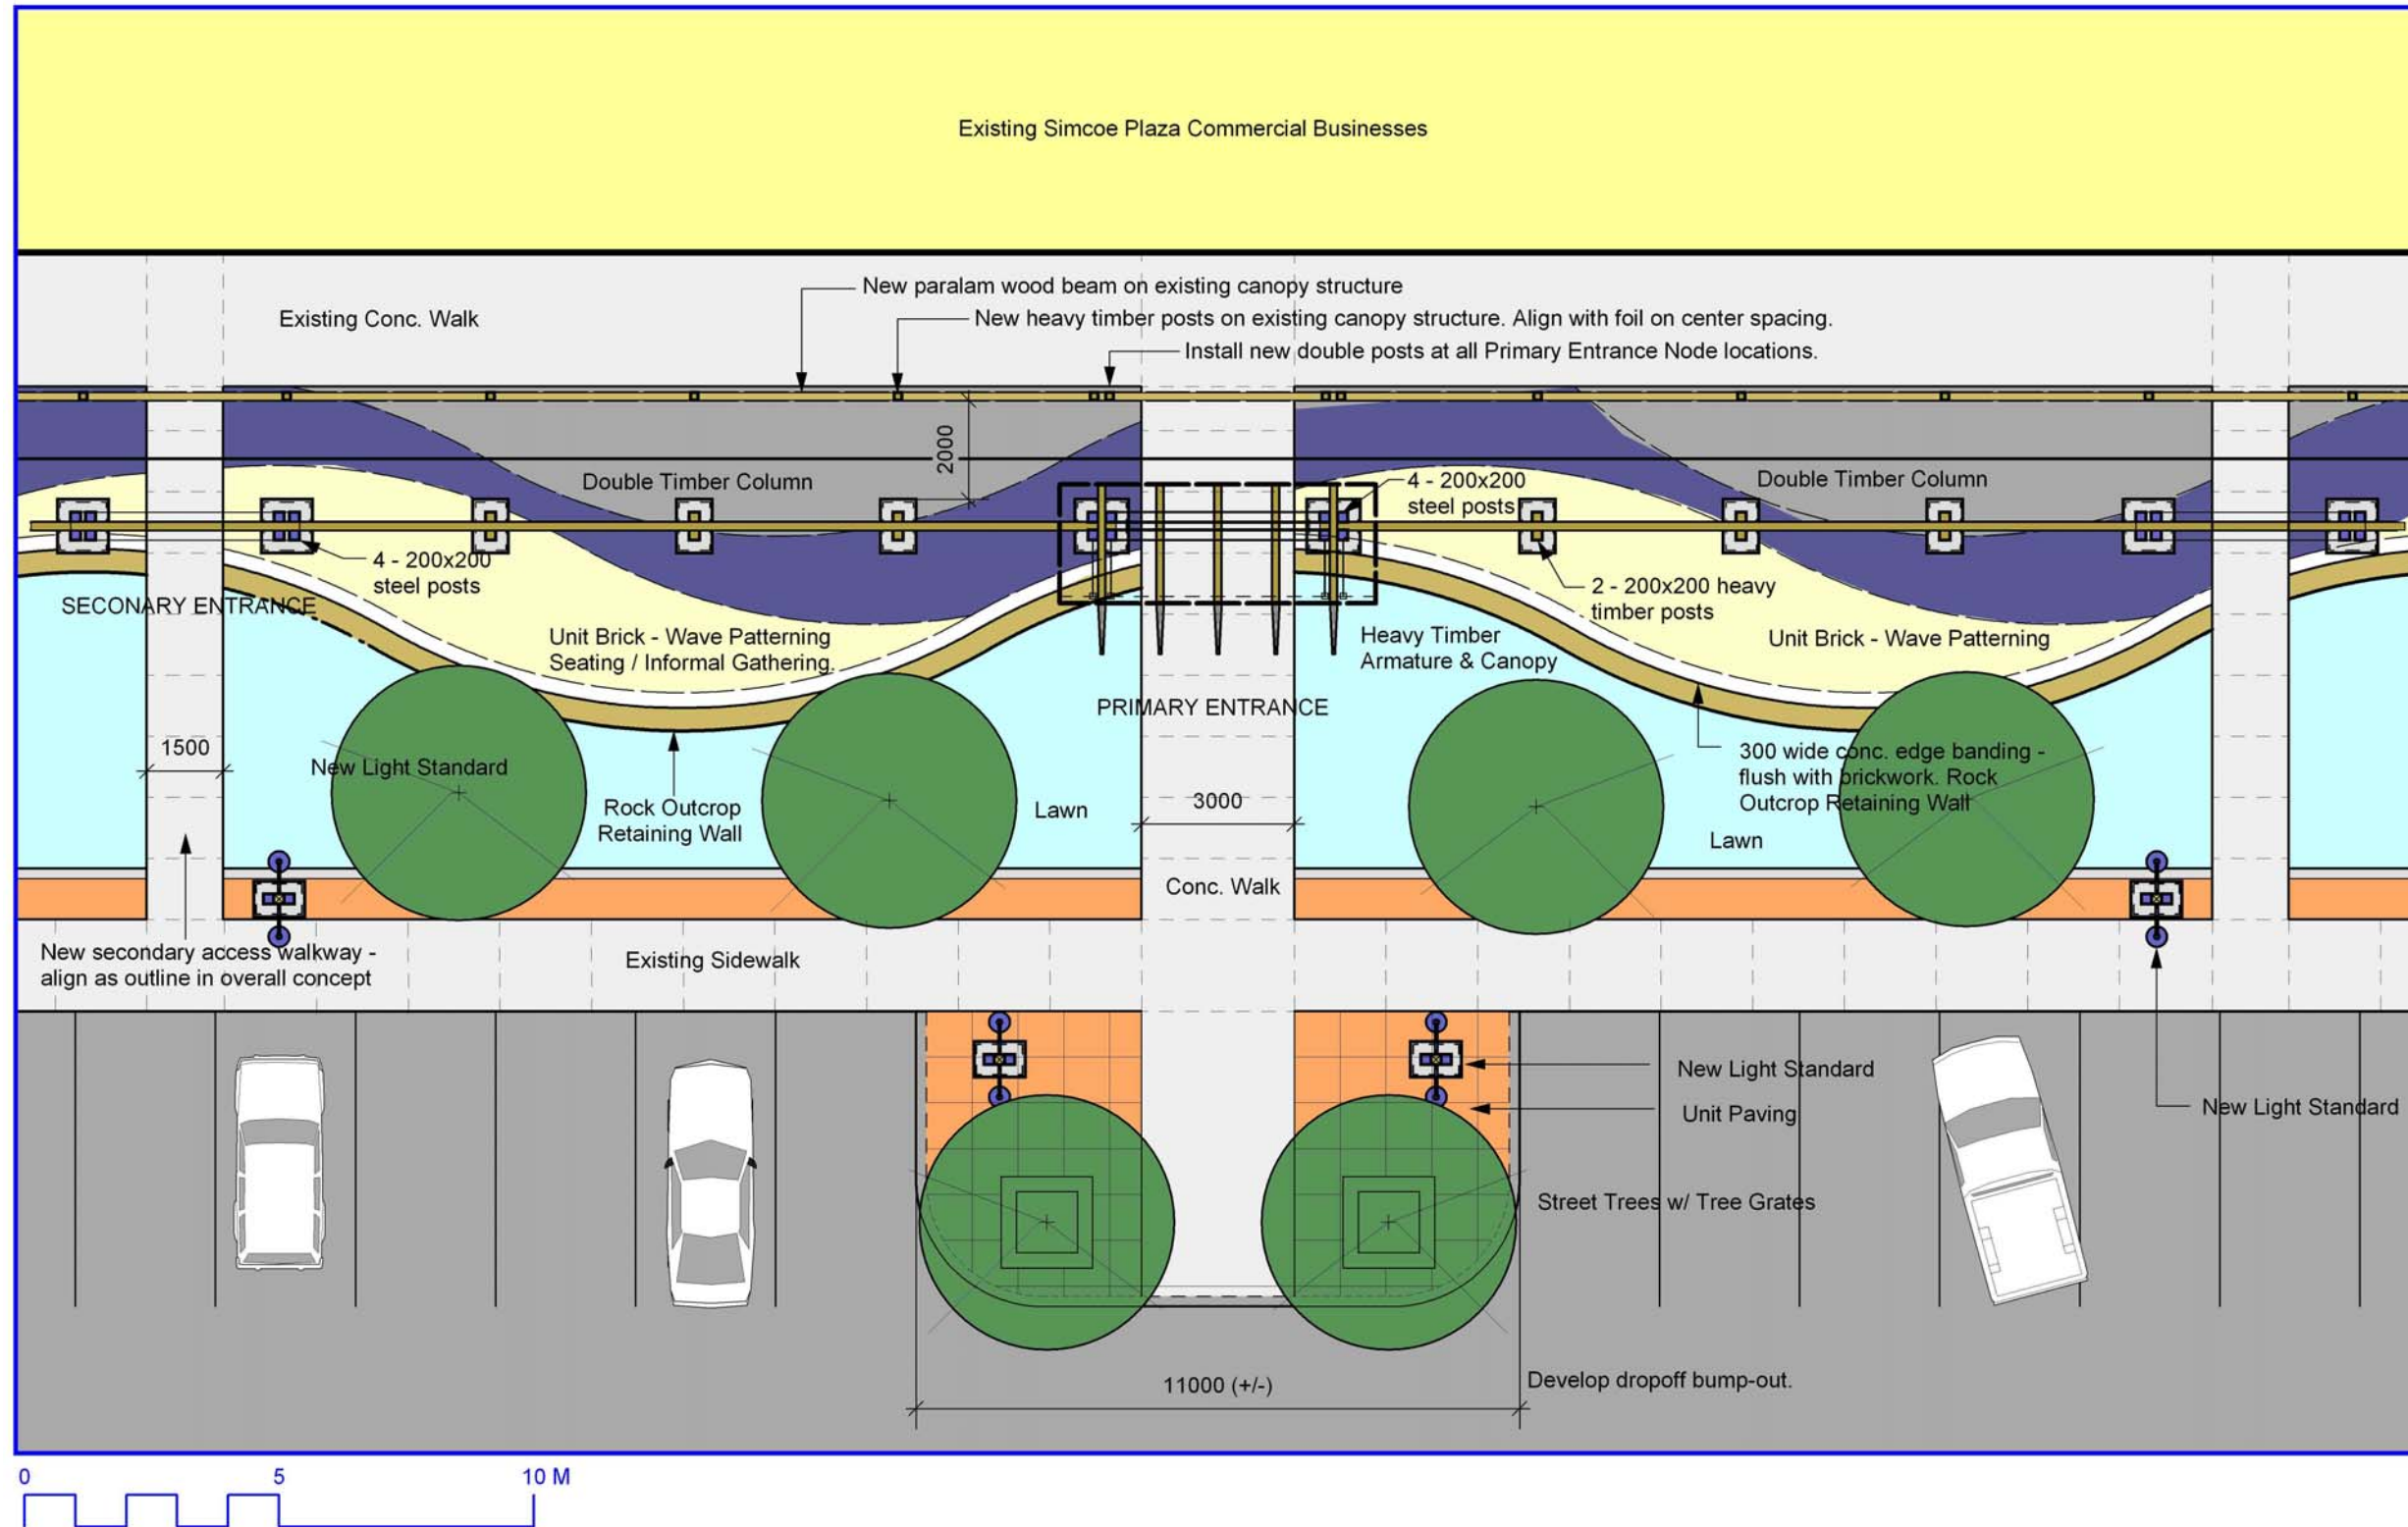 Existing Simcoe Plaza Commercial Businesses
New paralam wood beam on existing canopy structure
Existing Conc. Walk
New heavy timber posts on existing canopy structure. Align with foil on center spacing.
Install new double posts at all Primary Entrance Node locations.
2000
Double Timber Column
4 - 200x200
steel posts
Double Timber Column
4 - 200x200
steel posts
2 - 200x200 heavy
timber posts
SECONARY ENTRANCE
Unit Brick - Wave Patterning
Seating / Informal Gathering.
Heavy Timber
Armature & Canopy
Unit Brick - Wave Patterning
PRIMARY ENTRANCE
1500
New Light Standard
Rock Outcrop
Retaining Wall
Lawn
3000
300 wide conc. edge banding -
flush with brickwork. Rock
Outcrop Retaining Wall
Lawn
Conc. Walk
New secondary access walkway -
align as outline in overall concept
Existing Sidewalk
New Light Standard
Unit Paving
New Light Standard
Street Trees w/ Tree Grates
11000 (+/-)
Develop dropoff bump-out.
0 5 10 M